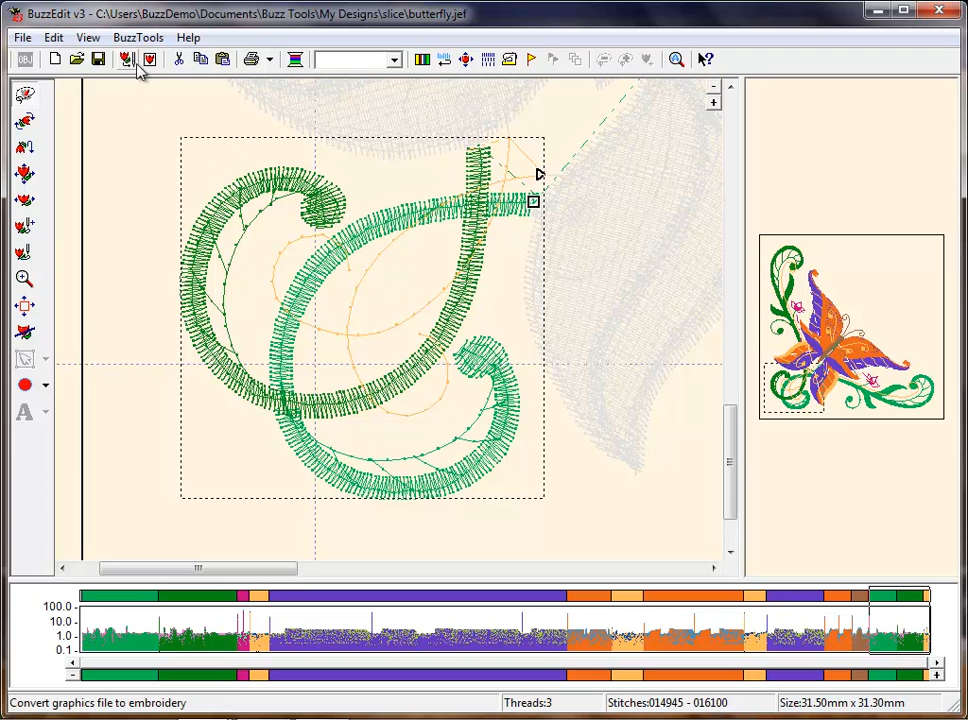 BuzzEdit v3 - C:\Users\BuzzDemo\Documents\Buzz Tools\My Designs\slice\butterfly.jef
File Edit View BuzzTools Help
OBJ
A
100.0
10.0
1.0
0.1
Convert graphics file to embroidery Threads:3 Stitches:014945 - 016100 Size:31.50mm x 31.30mm